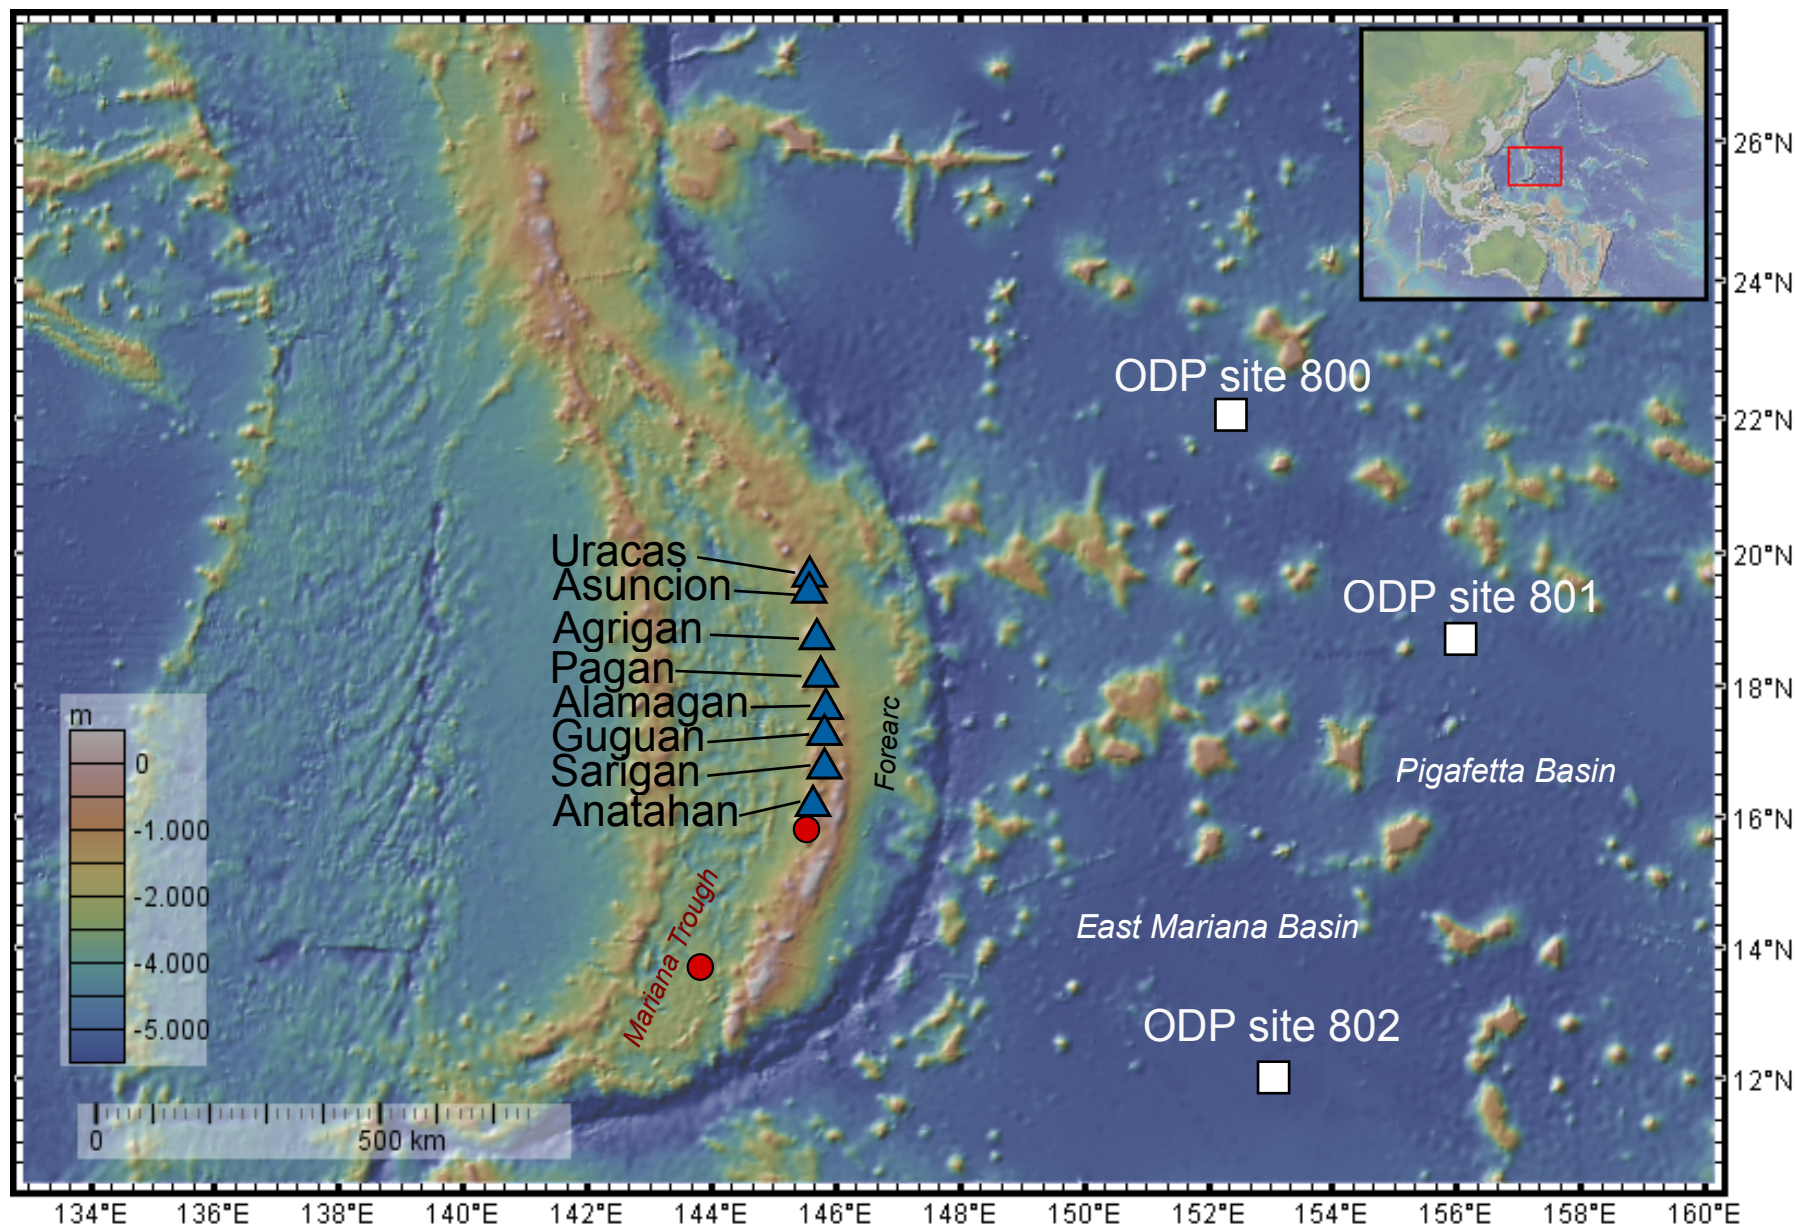 26°N
24°N
ODP site 800
22°N
Uracas
20°N
Asuncion
ODP site 801
Agrigan
Pagan
18°N
Alamagan
Forearc
m
Guguan
0
Sarigan
Pigafetta Basin
Anatahan
16°N
-1.000
-2.000
Mariana Trough
East Mariana Basin
14°N
-4.000
-5.000
ODP site 802
12°N
0
500 km
134°E 136°E 138°E 140°E 142°E 144°E 146°E 148°E 150°E 152°E 154°E 156°E 158°E 160°E